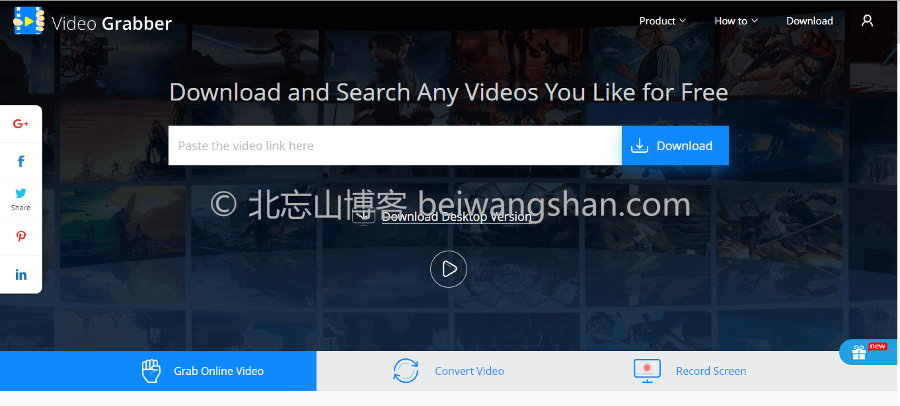 Video Grabber
Product
How to
Download
Download and Search Any Videos You Like for Free
Paste the video link here
Download
G+
f
Share
in
© 北忘山博客 beiwangshan.com
Download Desktop Version
new
Grab Online Video
Convert Video
Record Screen